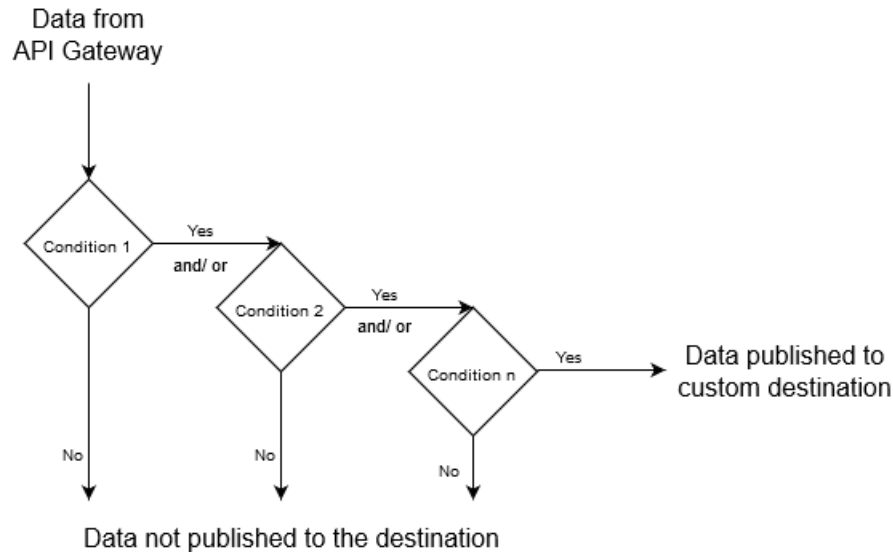 Data from
API Gateway
Condition 1
Yes
and/ or
Condition 2
Yes
and/ or
Condition n
Yes
Data published to
custom destination
No
No
No
Data not published to the destination